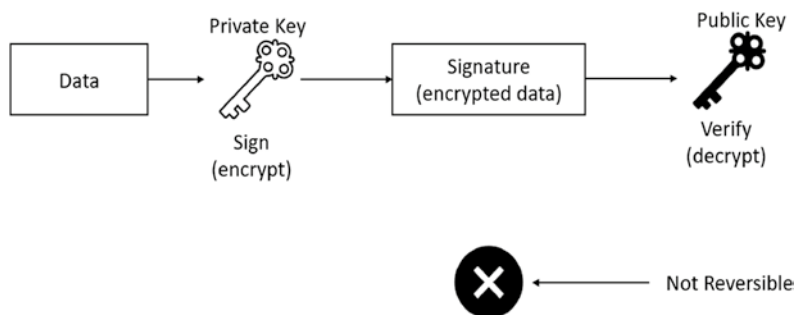 Private Key
Public Key
Data
Signature
(encrypted data)
Sign
(encrypt)
Verify
(decrypt)
Not Reversible